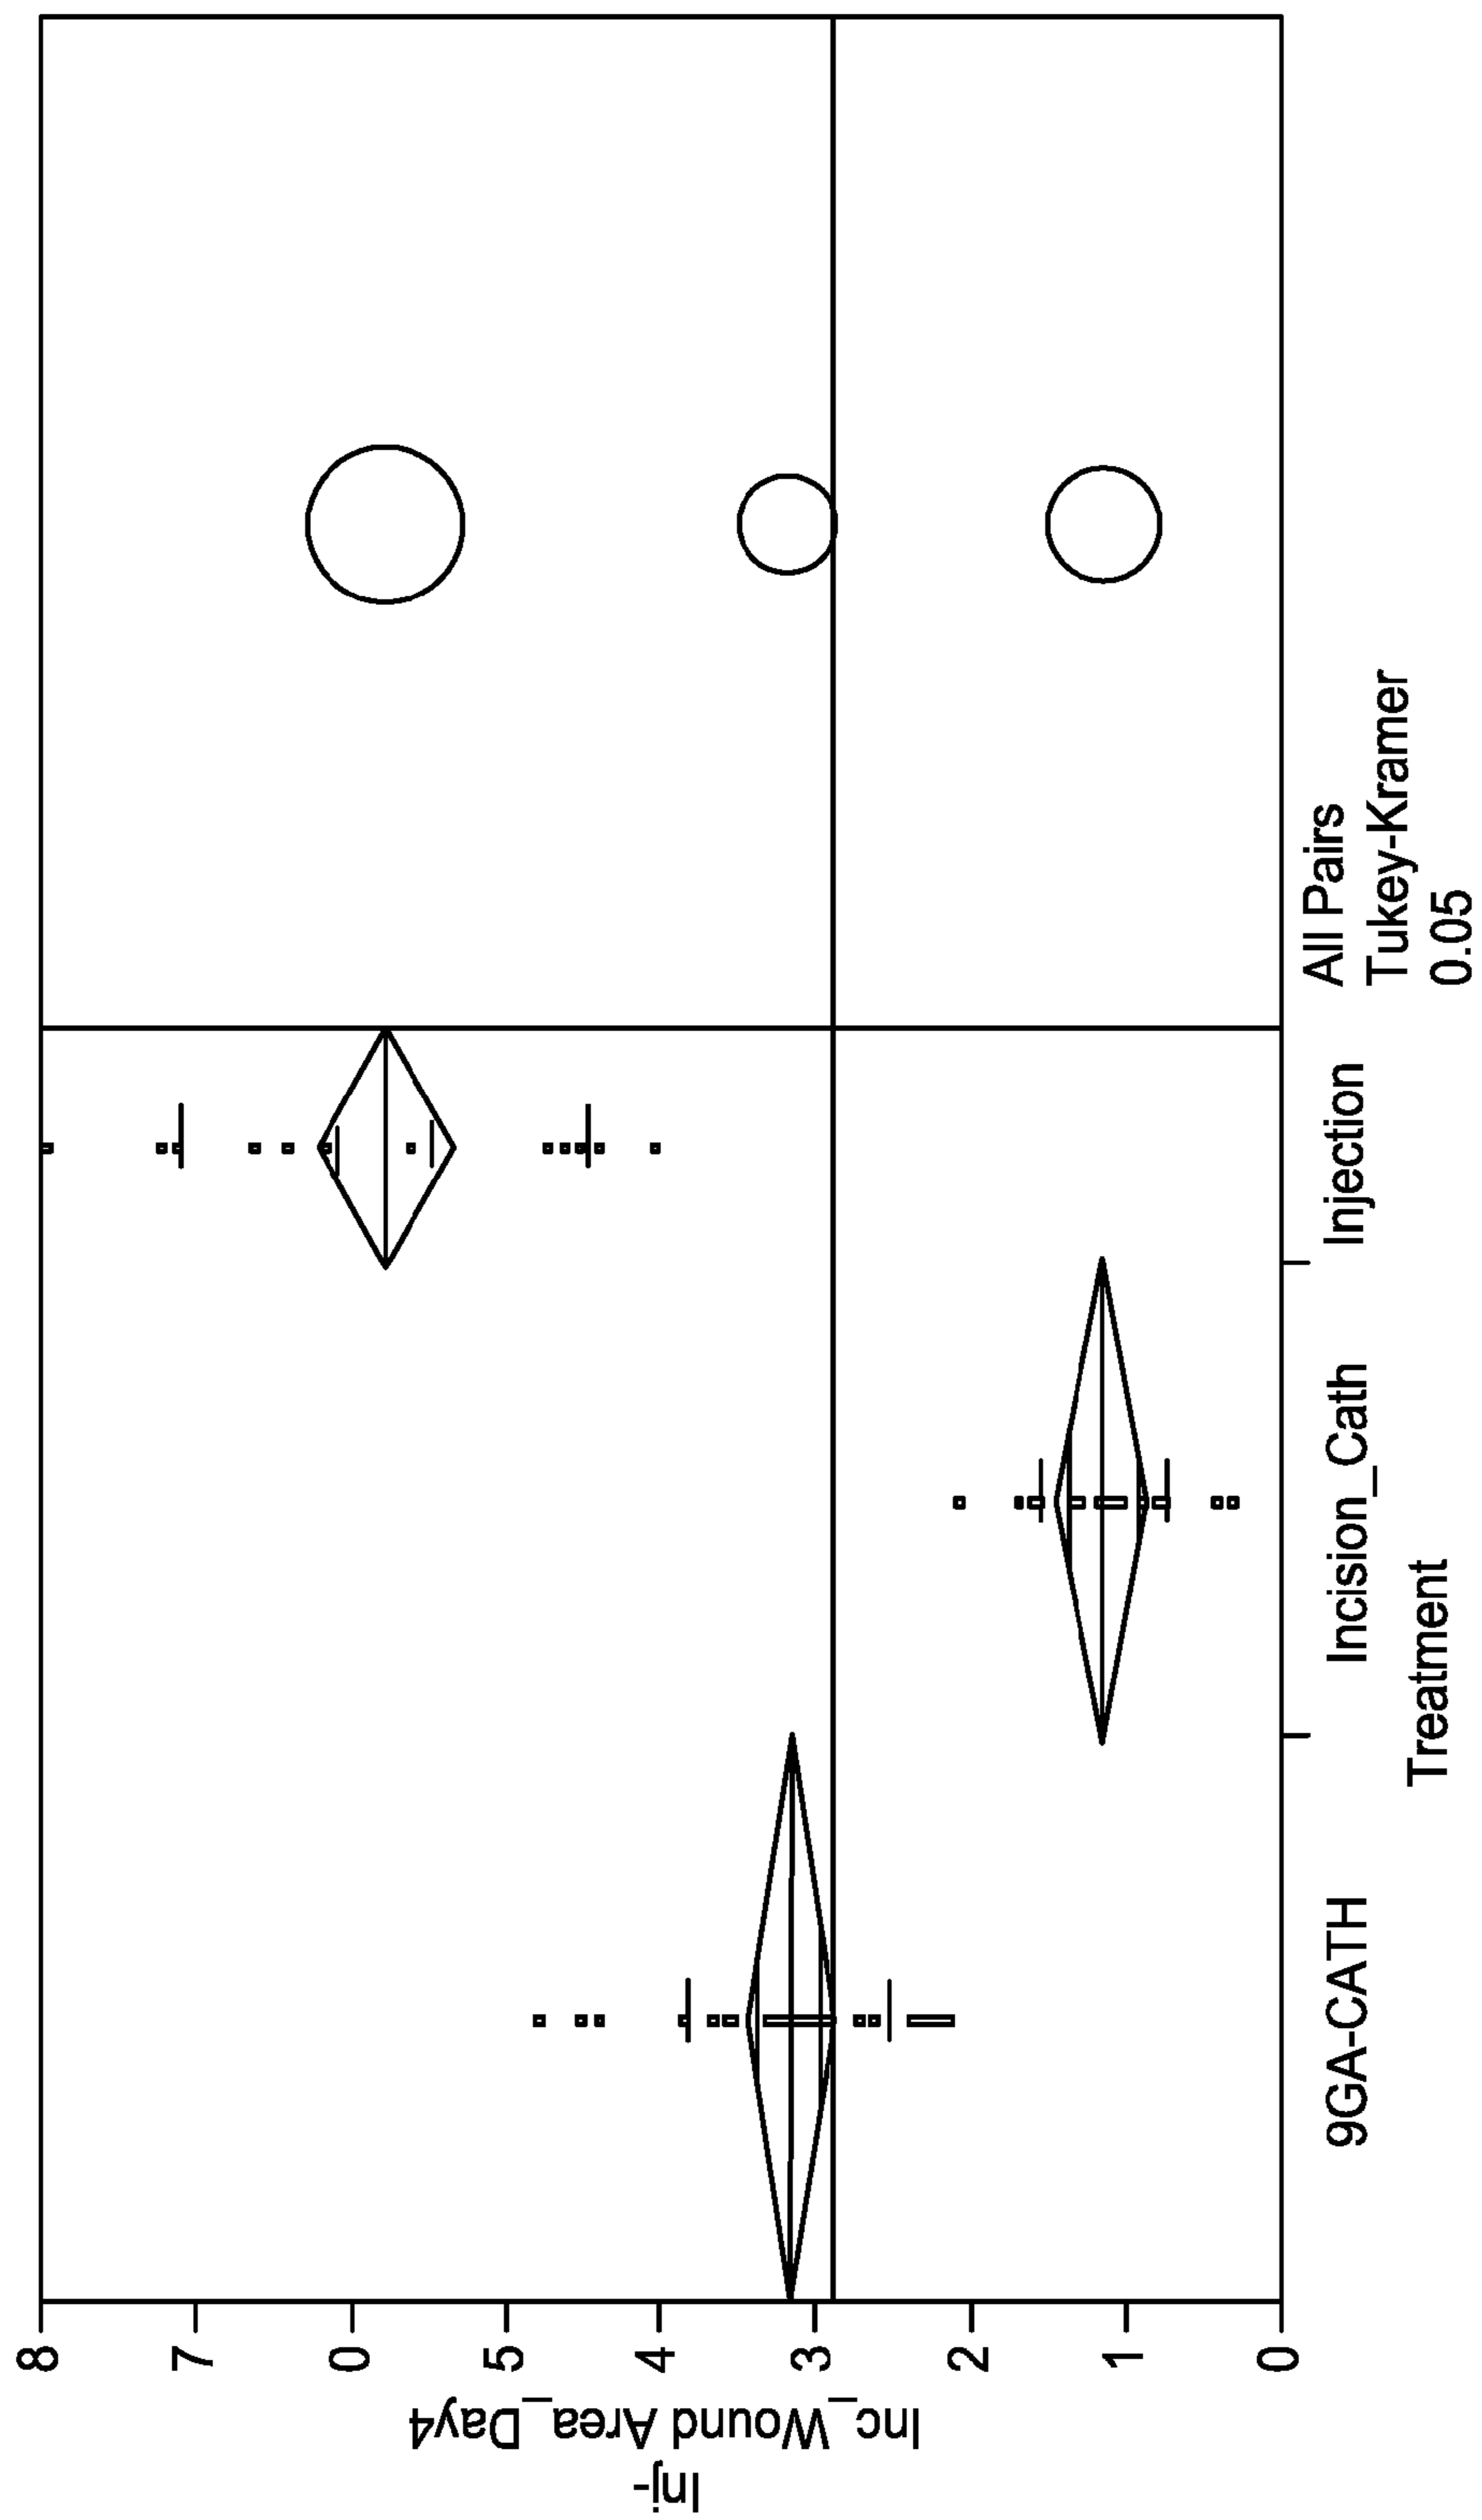 Inj-
Inc_Wound Area_Day4
8
7
0
5
4
3
2
1
0
9GA-CATH
Incision_Cath
Injection
Treatment
All Pairs
Tukey-Kramer
0.05